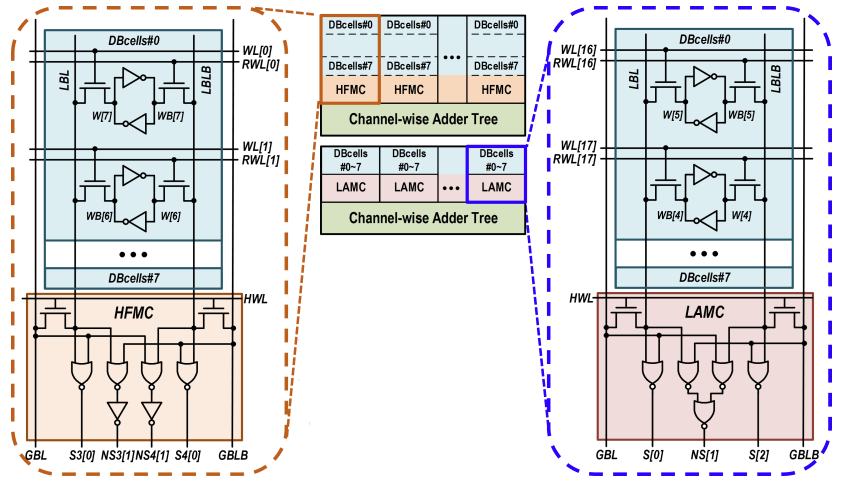 DBcells#0
WL[0]
RWL[0]
LBL
LBLB
W[7]
WB[7]
WL[1]
RWL[1]
WB[6]
W[6]
DBcells#7
HWL
HFMC
GBL
S3[0]
NS3[1]
NS4[1]
S4[0]
GBLB
DBcells#0 DBcells#0 DBcells#0
DBcells#7 DBcells#7 DBcells#7
HFMC HFMC HFMC
Channel-wise Adder Tree
DBcells DBcells DBcells
#0~7 #0~7 #0~7
LAMC LAMC LAMC
Channel-wise Adder Tree
DBcells#0
WL[16]
RWL[16]
LBL
LBLB
W[5]
WB[5]
WL[17]
RWL[17]
WB[4]
W[4]
DBcells#7
HWL
LAMC
GBL
S[0]
NS[1]
S[2]
GBLB